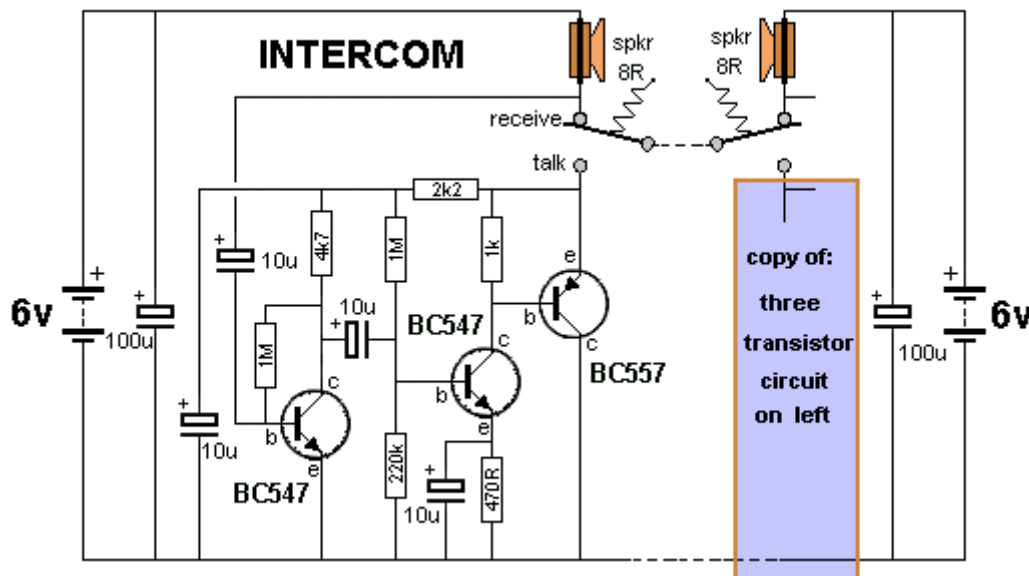 INTERCOM
spkr
8R
spkr
8R
receive
talk
2k2
+
10u
4k7
1M
1k
e
b
c
BC557
+
6v
+
100u
1M
+
10u
BC547
c
b
e
BC547
+
10u
c
b
e
220k
+
10u
470R
copy of:
three
transistor
circuit
on left
+
100u
+
6v